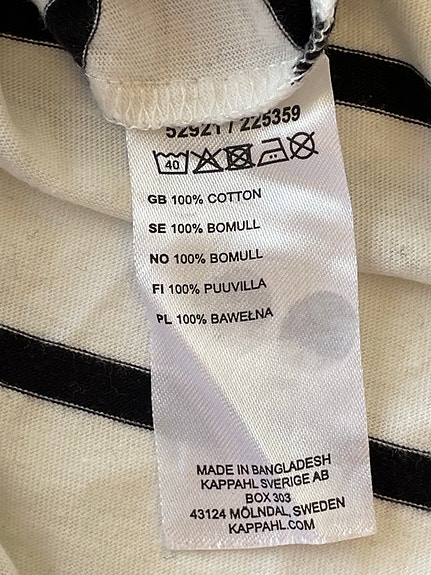 52921 / 225359
40
GB 100% COTTON
SE 100% BOMULL
NO 100% BOMULL
FI 100% PUUVILLA
PL 100% BAWEŁNA
MADE IN BANGLADESH
KAPPAHL SVERIGE AB
BOX 303
43124 MÖLNDAL, SWEDEN
KAPPAHL.COM